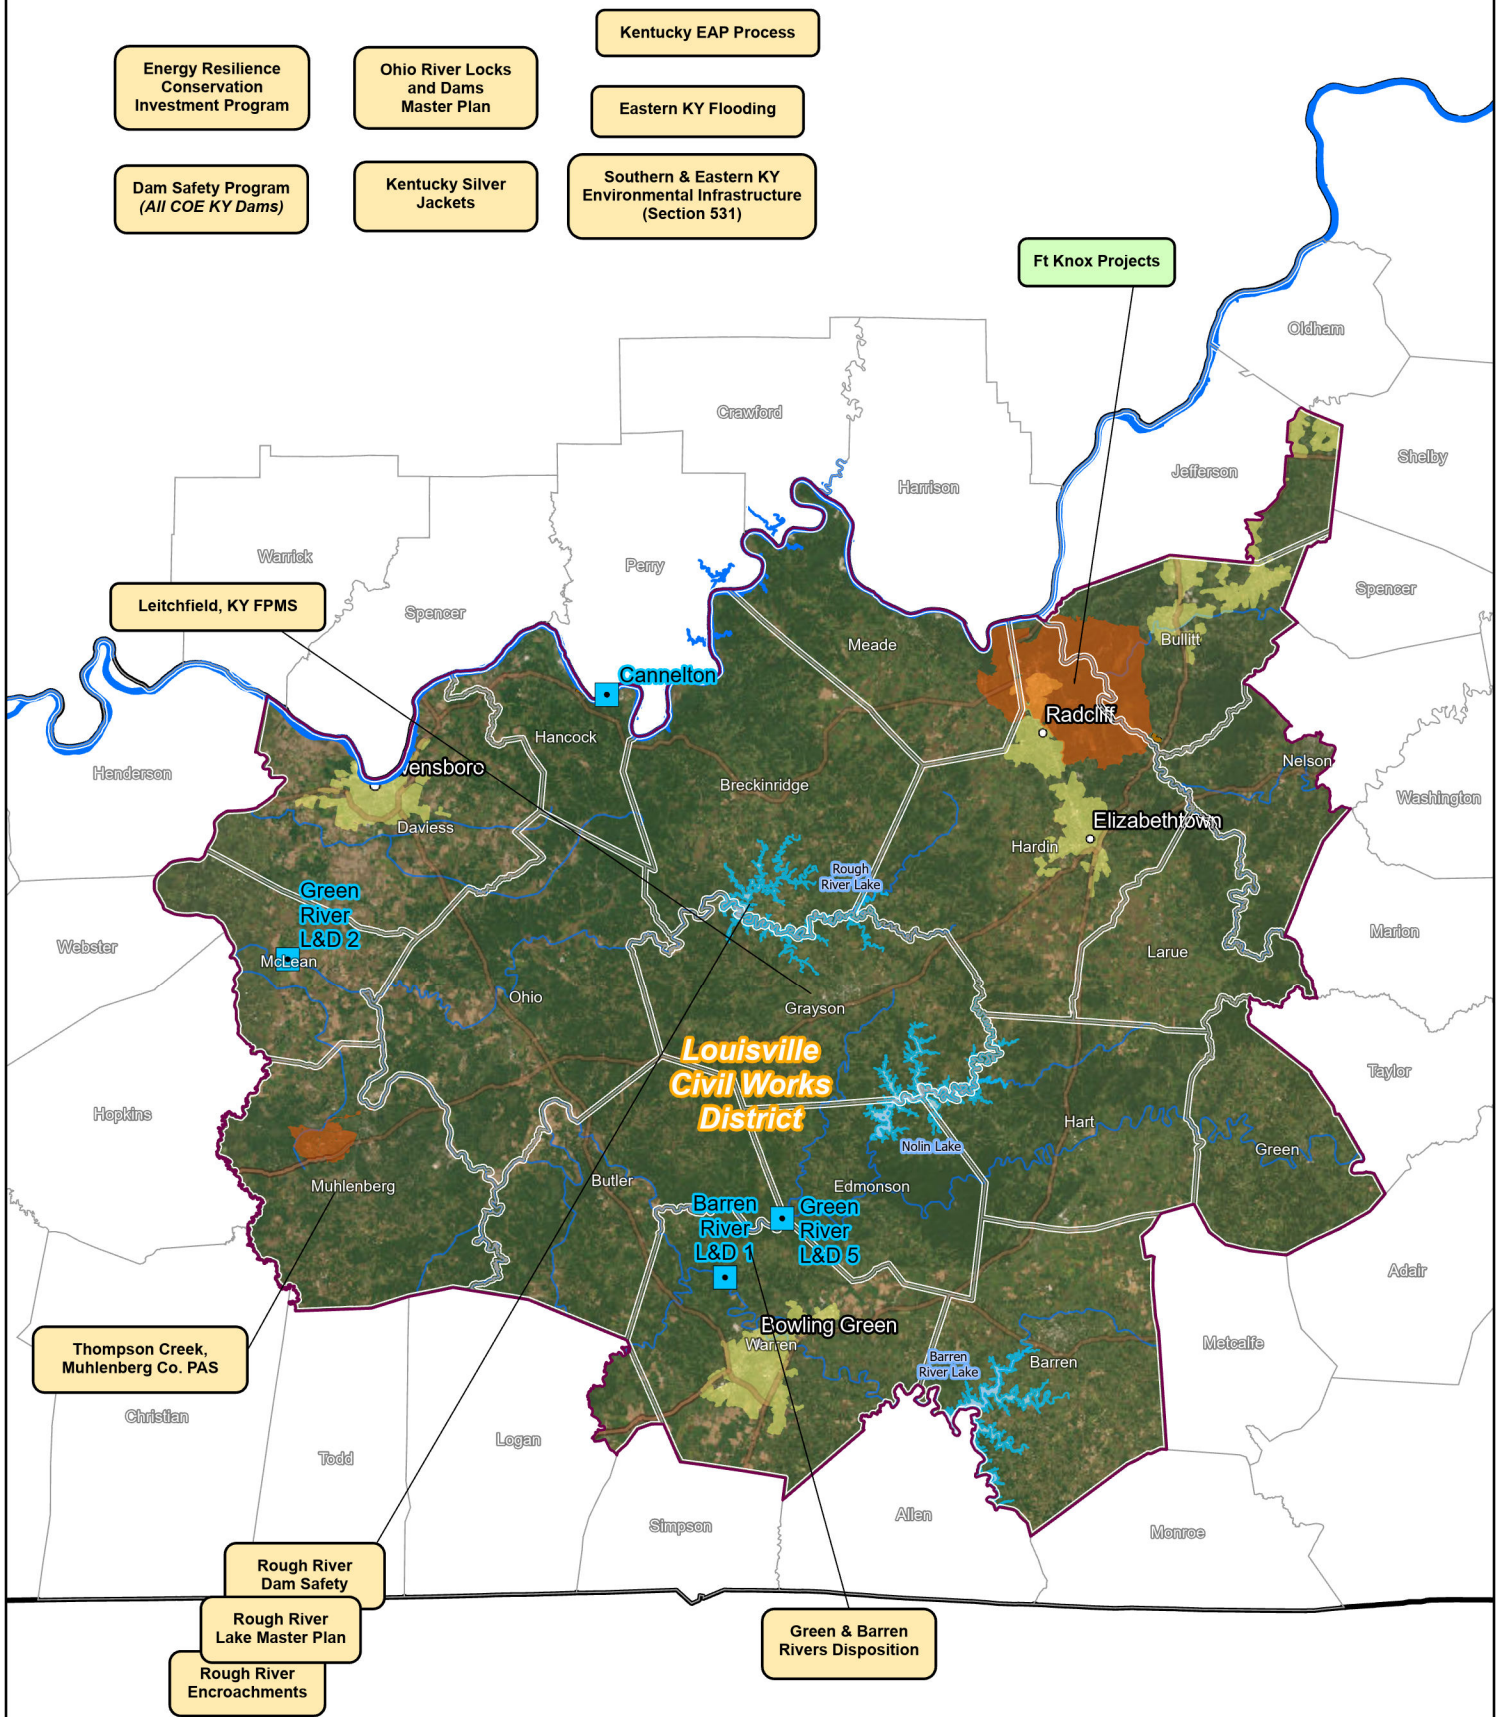 Kentucky EAP Process
Energy Resilience
Conservation
Investment Program
Ohio River Locks
and Dams
Master Plan
Eastern KY Flooding
Dam Safety Program
(All COE KY Dams)
Kentucky Silver
Jackets
Southern & Eastern KY
Environmental Infrastructure
(Section 531)
Ft Knox Projects
Oldham
Crawford
Shelby
Jefferson
Harrison
Warrick
Perry
Spencer
Leitchfield, KY FPMS
Spencer
Meade
Bullitt
Cannelton
Radcliff
Hancock
Nelson
Henderson
wensboro
Breckinridge
Washington
Daviess
Elizabethtown
Hardin
Rough
River Lake
Green
River
L&D 2
Webster
McLean
Marion
Larue
Ohio
Grayson
Louisville
Civil Works
District
Taylor
Hopkins
Hart
Nolin Lake
Green
Muhlenberg
Butler
Edmonson
Barren
River
L&D 1
Green
River
L&D 5
Adair
Bowling Green
Warren
Metcalfe
Barren
River Lake
Barren
Thompson Creek,
Muhlenberg Co. PAS
Christian
Logan
Todd
Simpson
Allen
Monroe
Rough River
Dam Safety
Rough River
Lake Master Plan
Rough River
Encroachments
Green & Barren
Rivers Disposition